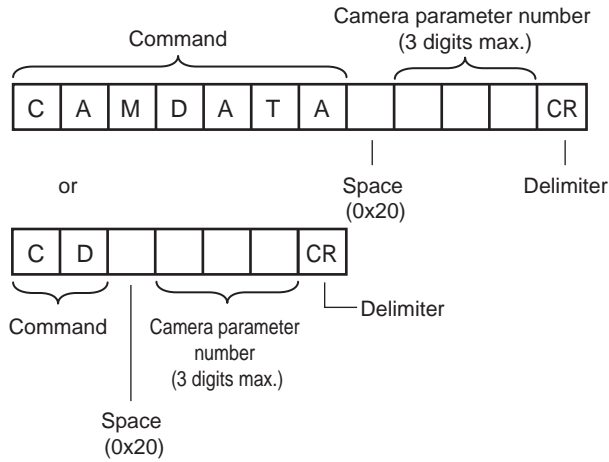 Camera parameter number
(3 digits max.)
Command
C A M D A T A CR
or
Space
(0x20)
Delimiter
C D CR
Delimiter
Command
Camera parameter
number
(3 digits max.)
Space
(0x20)